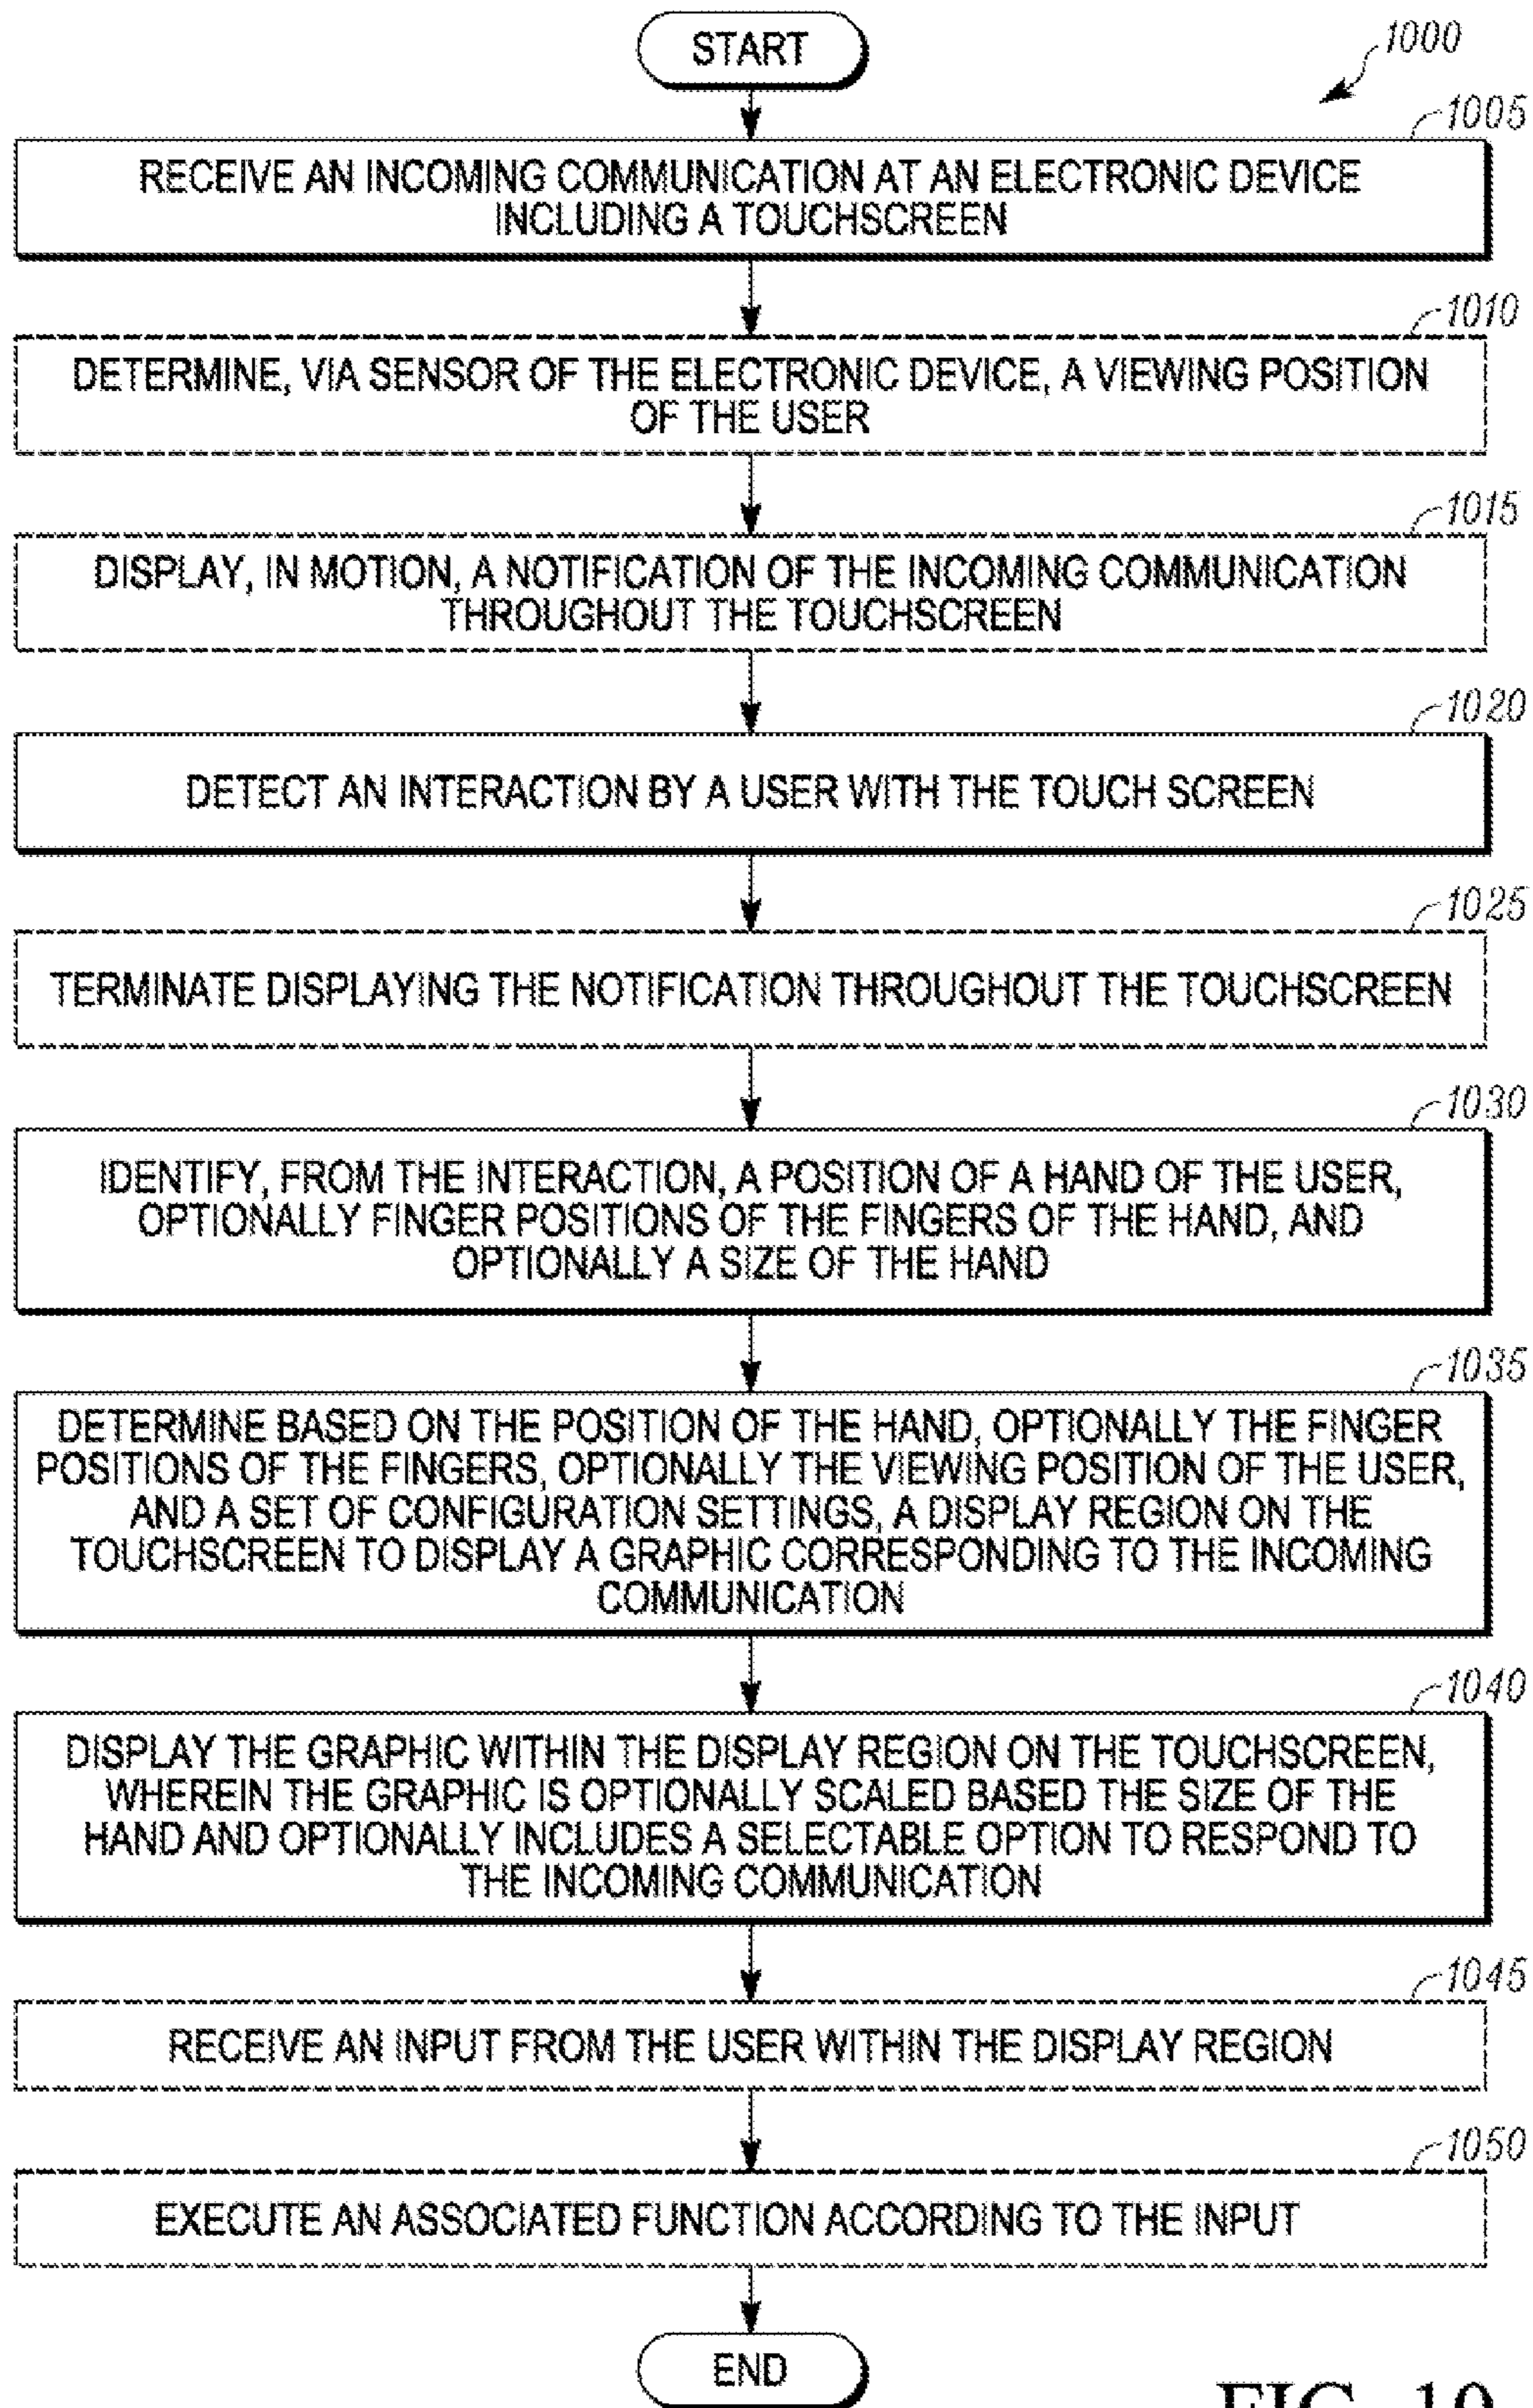 START
1000
1005
RECEIVE AN INCOMING COMMUNICATION AT AN ELECTRONIC DEVICE
INCLUDING A TOUCHSCREEN
1010
DETERMINE, VIA SENSOR OF THE ELECTRONIC DEVICE, A VIEWING POSITION
OF THE USER
1015
DISPLAY, IN MOTION, A NOTIFICATION OF THE INCOMING COMMUNICATION
THROUGHOUT THE TOUCHSCREEN
1020
DETECT AN INTERACTION BY A USER WITH THE TOUCH SCREEN
1025
TERMINATE DISPLAYING THE NOTIFICATION THROUGHOUT THE TOUCHSCREEN
1030
IDENTIFY, FROM THE INTERACTION, A POSITION OF A HAND OF THE USER,
OPTIONALLY FINGER POSITIONS OF THE FINGERS OF THE HAND, AND
OPTIONALLY A SIZE OF THE HAND
1035
DETERMINE BASED ON THE POSITION OF THE HAND, OPTIONALLY THE FINGER
POSITIONS OF THE FINGERS, OPTIONALLY THE VIEWING POSITION OF THE USER,
AND A SET OF CONFIGURATION SETTINGS, A DISPLAY REGION ON THE
TOUCHSCREEN TO DISPLAY A GRAPHIC CORRESPONDING TO THE INCOMING
COMMUNICATION
1040
DISPLAY THE GRAPHIC WITHIN THE DISPLAY REGION ON THE TOUCHSCREEN,
WHEREIN THE GRAPHIC IS OPTIONALLY SCALED BASED THE SIZE OF THE
HAND AND OPTIONALLY INCLUDES A SELECTABLE OPTION TO RESPOND TO
THE INCOMING COMMUNICATION
1045
RECEIVE AN INPUT FROM THE USER WITHIN THE DISPLAY REGION
1050
EXECUTE AN ASSOCIATED FUNCTION ACCORDING TO THE INPUT
END
FIG. 10